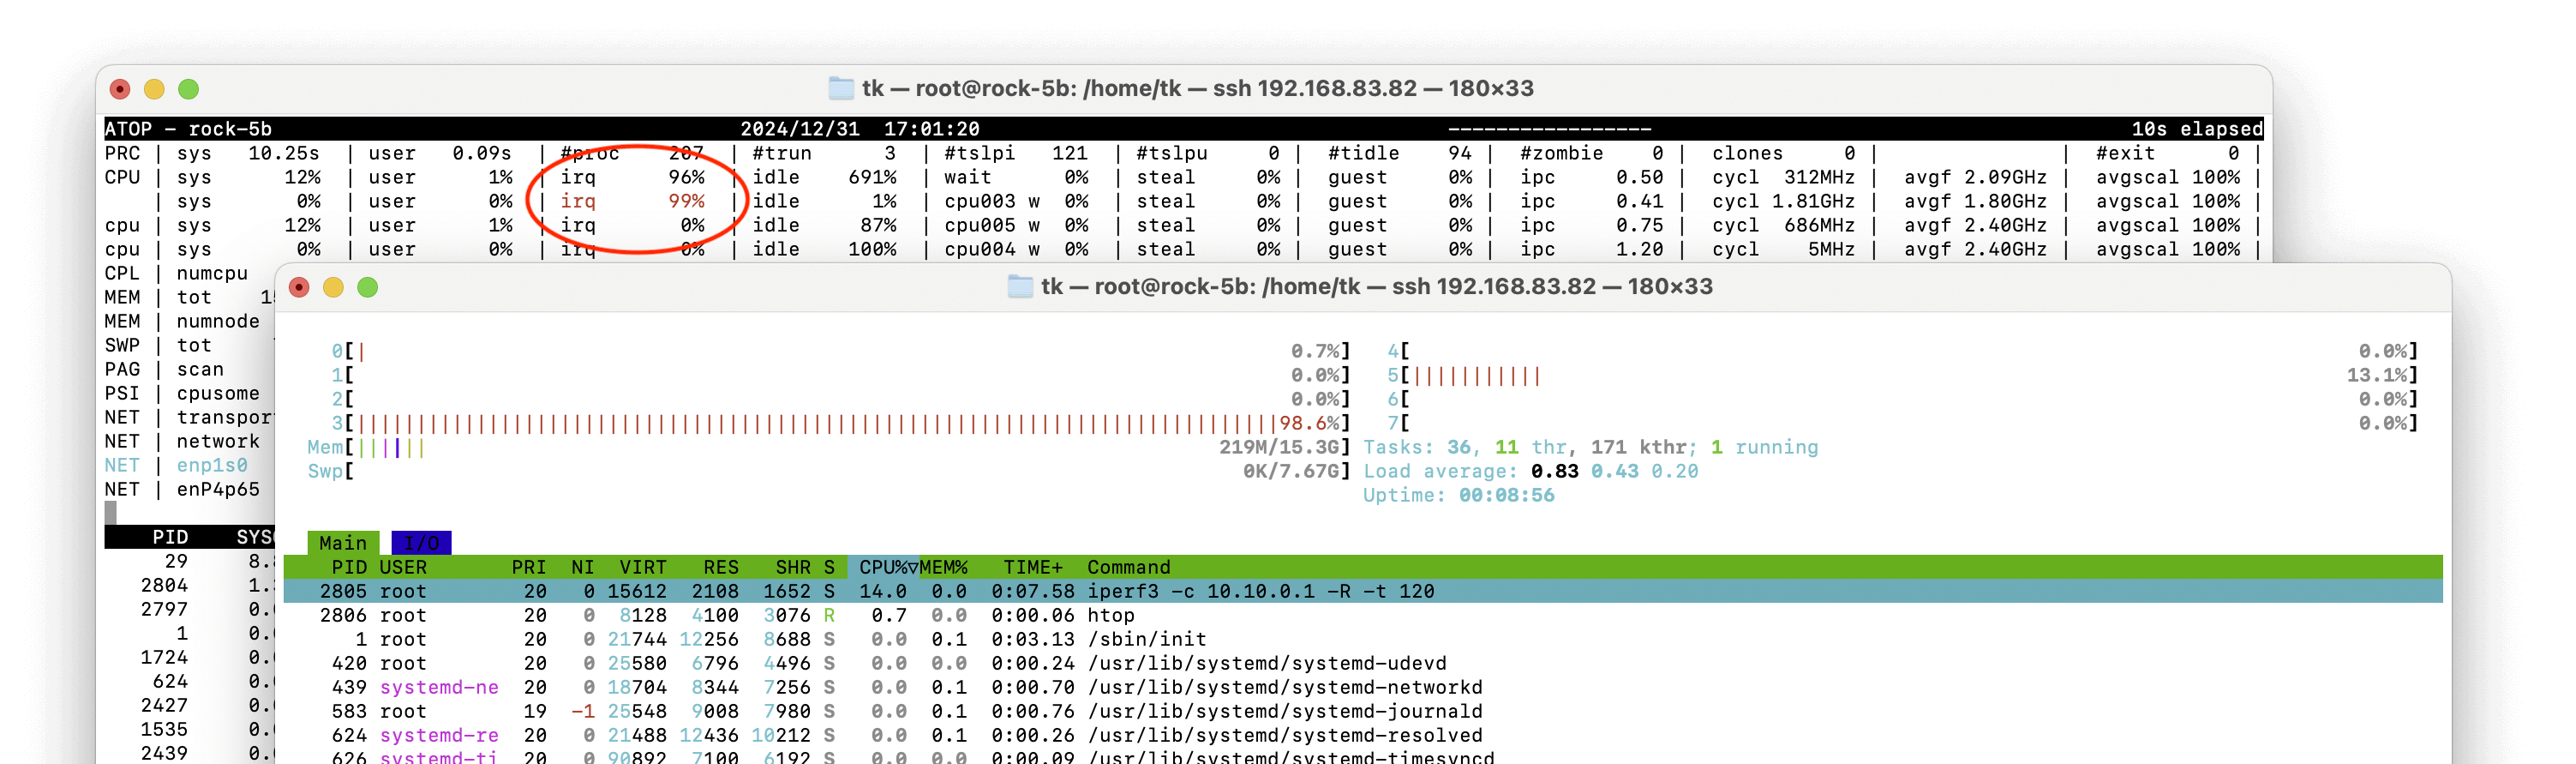 tk — root@rock-5b: /home/tk — ssh 192.168.83.82 — 180×33
ATOP - rock-5b 2024/12/31 17:01:20 ----------------- 10s elapsed
PRC | sys 10.25s | user 0.09s | #proc 207 | #trun 3 | #tslpi 121 | #tslpu 0 | #tidle 94 | #zombie 0 | clones 0 | | #exit 0 |
CPU | sys 12% | user 1% | irq 96% | idle 691% | wait 0% | steal 0% | guest 0% | ipc 0.50 | cycl 312MHz | avgf 2.09GHz | avgscal 100% |
| sys 0% | user 0% | irq 99% | idle 1% | cpu003 w 0% | steal 0% | guest 0% | ipc 0.41 | cycl 1.81GHz | avgf 1.80GHz | avgscal 100% |
cpu | sys 12% | user 1% | irq 0% | idle 87% | cpu005 w 0% | steal 0% | guest 0% | ipc 0.75 | cycl 686MHz | avgf 2.40GHz | avgscal 100% |
cpu | sys 0% | user 0% | irq 0% | idle 100% | cpu004 w 0% | steal 0% | guest 0% | ipc 1.20 | cycl 5MHz | avgf 2.40GHz | avgscal 100% |
CPL | numcpu
MEM | tot
MEM | numnode
SWP | tot
PAG | scan
PSI | cpusome
NET | transpor
NET | network
NET | enp1s0
NET | enP4p65
PID SYS
29 8.
2804 1.
2797 0.
1 0.
1724 0.
624 0.
2427 0.
1535 0.
2439 0.
tk — root@rock-5b: /home/tk — ssh 192.168.83.82 — 180×33
0[| 0.7%] 4[ 0.0%]
1[ 0.0%] 5[||||||||||| 13.1%]
2[ 0.0%] 6[ 0.0%]
3[||||||||||||||||||||||||||||||||||||||||||||||||||||||||||||||||||||||||||||||98.6%] 7[ 0.0%]
Mem[|||||| 219M/15.3G] Tasks: 36, 11 thr, 171 kthr; 1 running
Swp[ 0K/7.67G] Load average: 0.83 0.43 0.20
Uptime: 00:08:56
Main I/O
PID USER PRI NI VIRT RES SHR S CPU%▽MEM% TIME+ Command
2805 root 20 0 15612 2108 1652 S 14.0 0.0 0:07.58 iperf3 -c 10.10.0.1 -R -t 120
2806 root 20 0 8128 4100 3076 R 0.7 0.0 0:00.06 htop
1 root 20 0 21744 12256 8688 S 0.0 0.1 0:03.13 /sbin/init
420 root 20 0 25580 6796 4496 S 0.0 0.0 0:00.24 /usr/lib/systemd/systemd-udevd
439 systemd-ne 20 0 18704 8344 7256 S 0.0 0.1 0:00.70 /usr/lib/systemd/systemd-networkd
583 root 19 -1 25548 9008 7980 S 0.0 0.1 0:00.76 /usr/lib/systemd/systemd-journald
624 systemd-re 20 0 21488 12436 10212 S 0.0 0.1 0:00.26 /usr/lib/systemd/systemd-resolved
626 systemd-ti 20 0 90892 7100 6192 S 0.0 0.0 0:00.09 /usr/lib/systemd/systemd-timesyncd